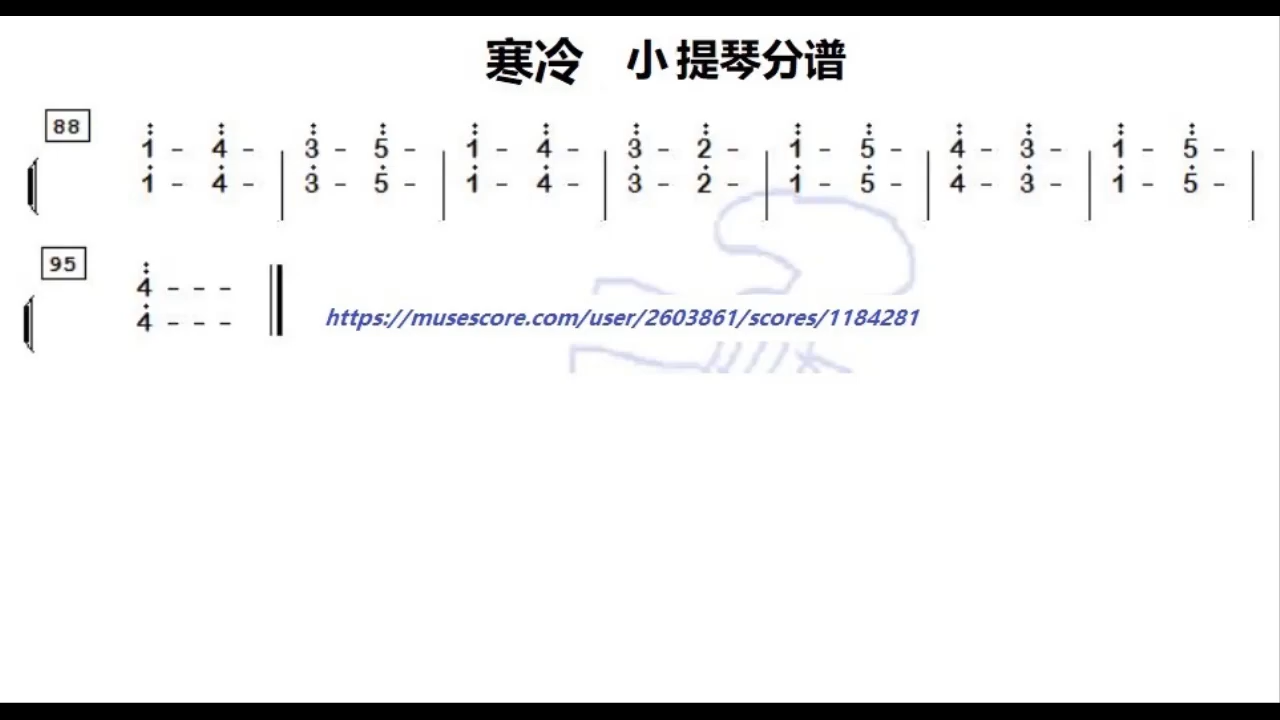 寒冷 小提琴分谱
88
1 - 4 - | 3 - 5 - | 1 - 4 - | 3 - 2 - | 1 - 5 - | 4 - 3 - | 1 - 5 - |
1 - 4 - | 3 - 5 - | 1 - 4 - | 3 - 2 - | 1 - 5 - | 4 - 3 - | 1 - 5 - |
95
4 - - -
4 - - -
https://musescore.com/user/2603861/scores/1184281